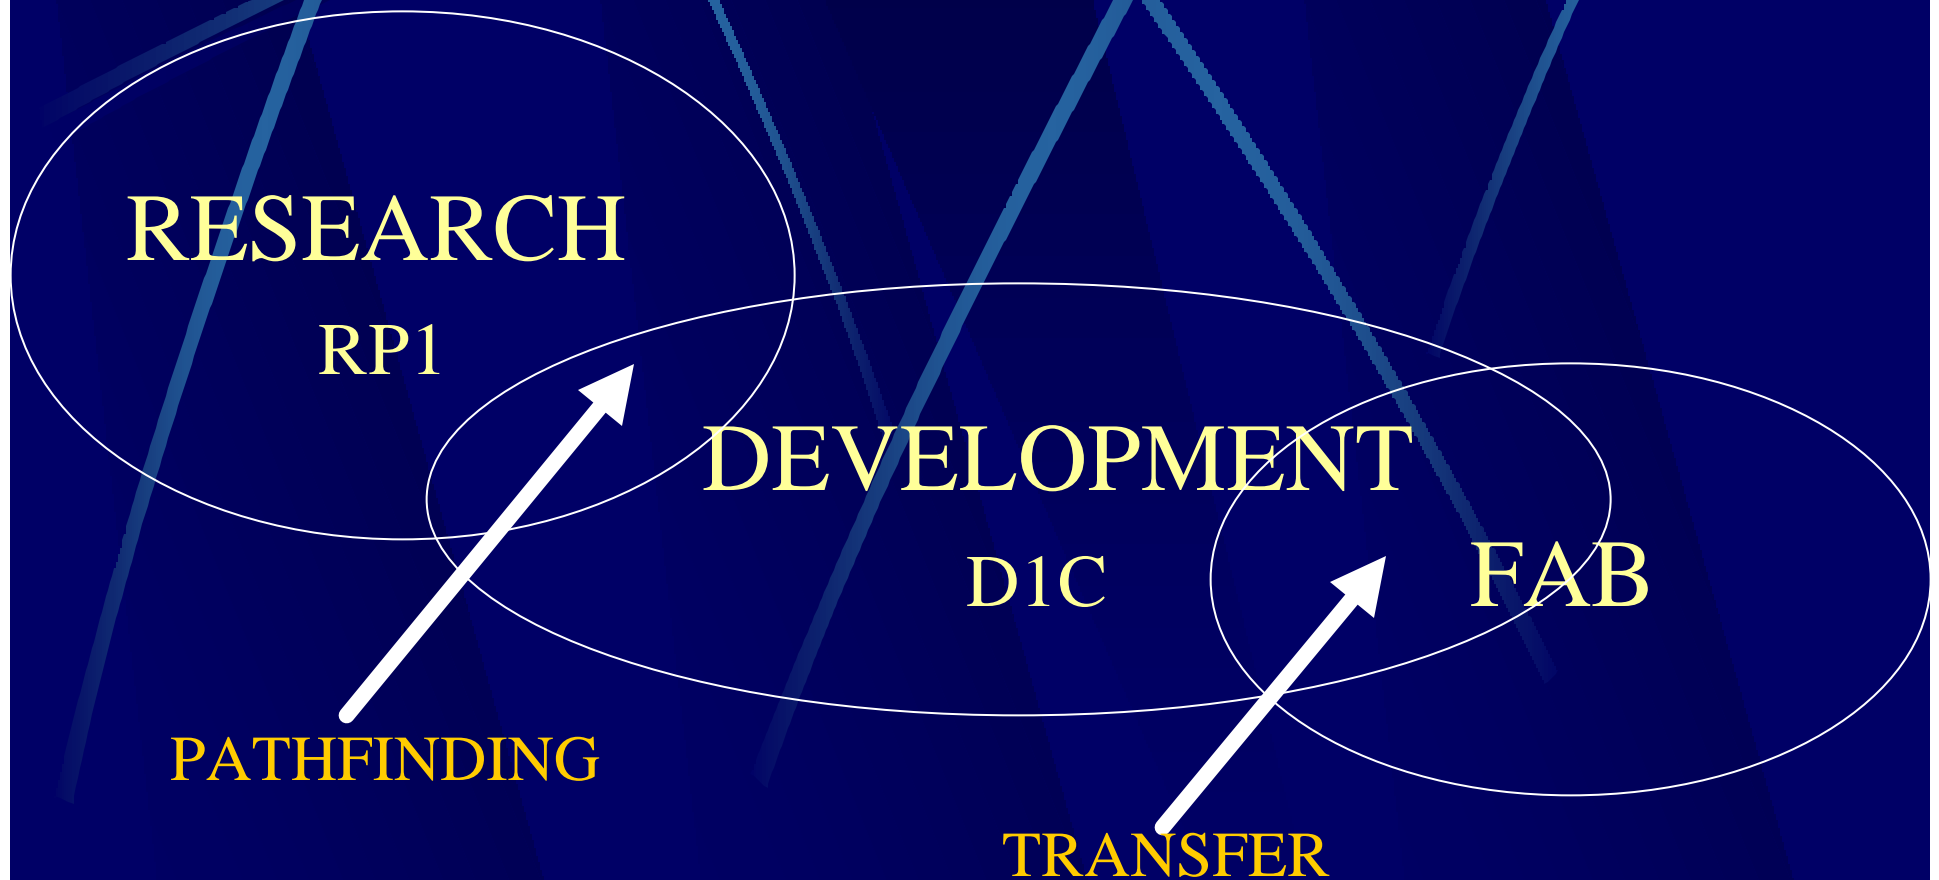 RESEARCH
RP1
DEVELOPMENT
D1C
FAB
PATHFINDING
TRANSFER